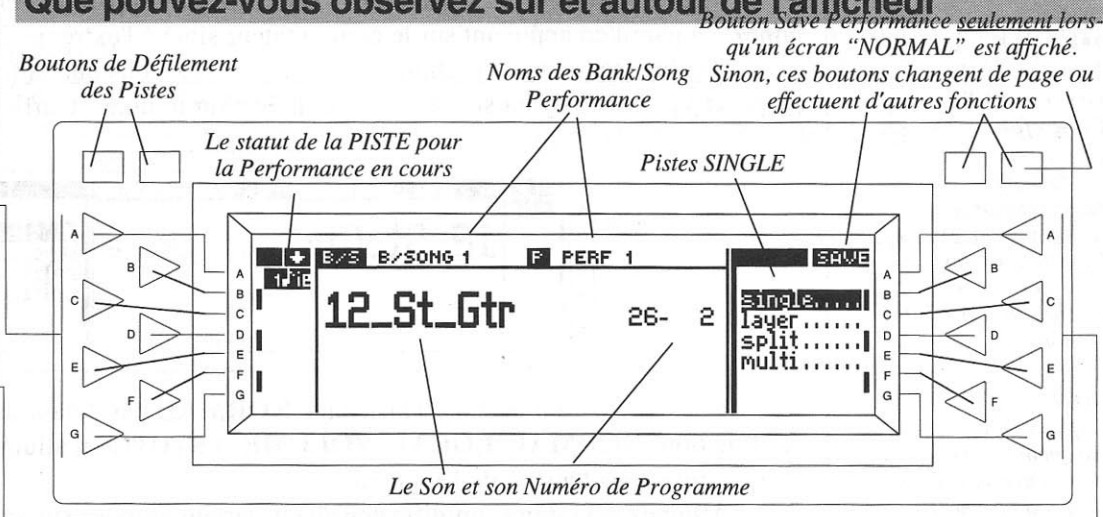 Que pouvez-vous observez sur et autour de l'afficheur
Bouton Save Performance seulement lors-
qu'un écran "NORMAL" est affiché.
Sinon, ces boutons changent de page ou
effectuent d'autres fonctions
Boutons de Défilement
des Pistes
Noms des Bank/Song
Performance
Le statut de la PISTE pour
la Performance en cours
Pistes SINGLE
B/S B/SONG 1 P PERF 1 SAVE
12_St_Gtr 26- 2
single.....
layer......
split......
multi......
A
B
C
D
E
F
G
A
B
C
D
E
F
G
A
B
C
D
E
F
G
A
B
C
D
E
F
G
Le Son et son Numéro de Programme